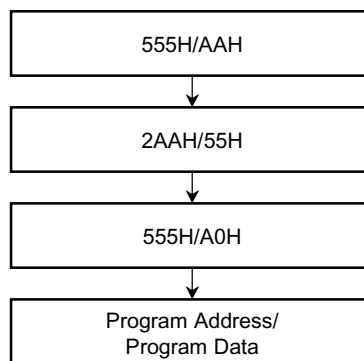 555H/AAH
2AAH/55H
555H/A0H
Program Address/
Program Data